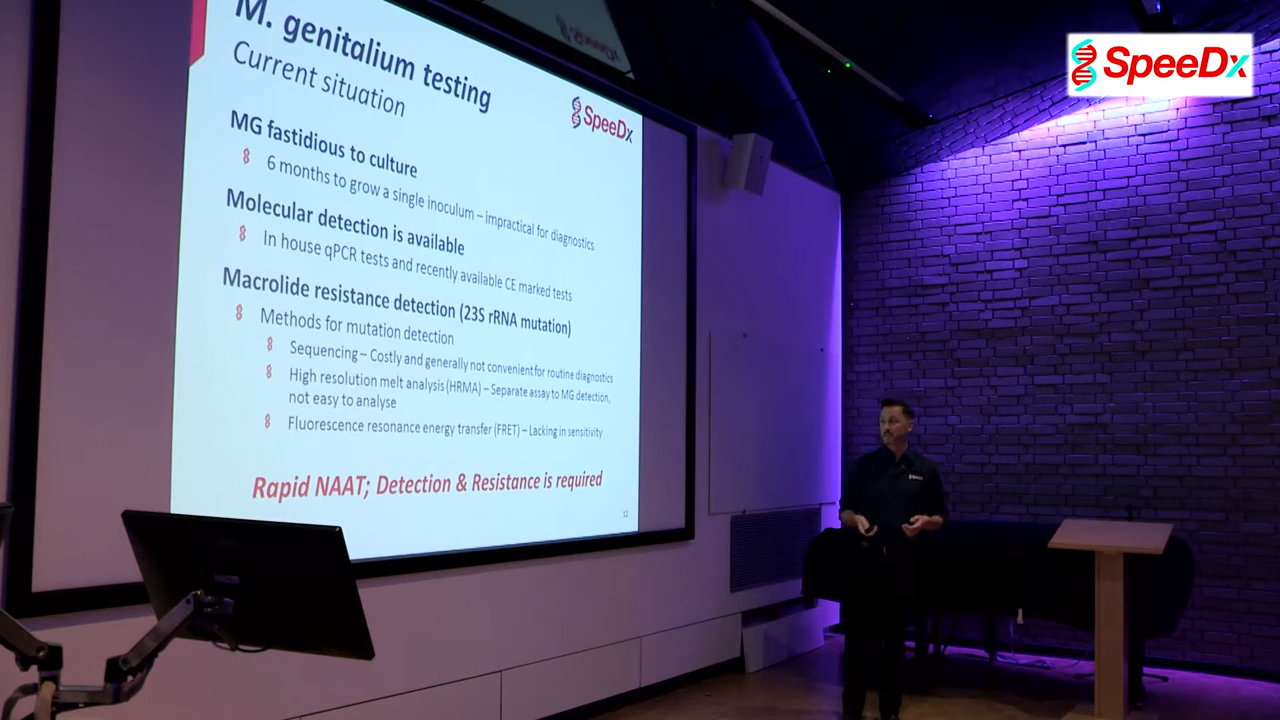 M. genitalium testing
Current situation
SpeeDx
MG fastidious to culture
6 months to grow a single inoculum – impractical for diagnostics
Molecular detection is available
In house qPCR tests and recently available CE marked tests
Macrolide resistance detection (23S rRNA mutation)
Methods for mutation detection
Sequencing – Costly and generally not convenient for routine diagnostics
High resolution melt analysis (HRMA) – Separate assay to MG detection,
not easy to analyse
Fluorescence resonance energy transfer (FRET) – Lacking in sensitivity
Rapid NAAT; Detection & Resistance is required
12
SpeeDx